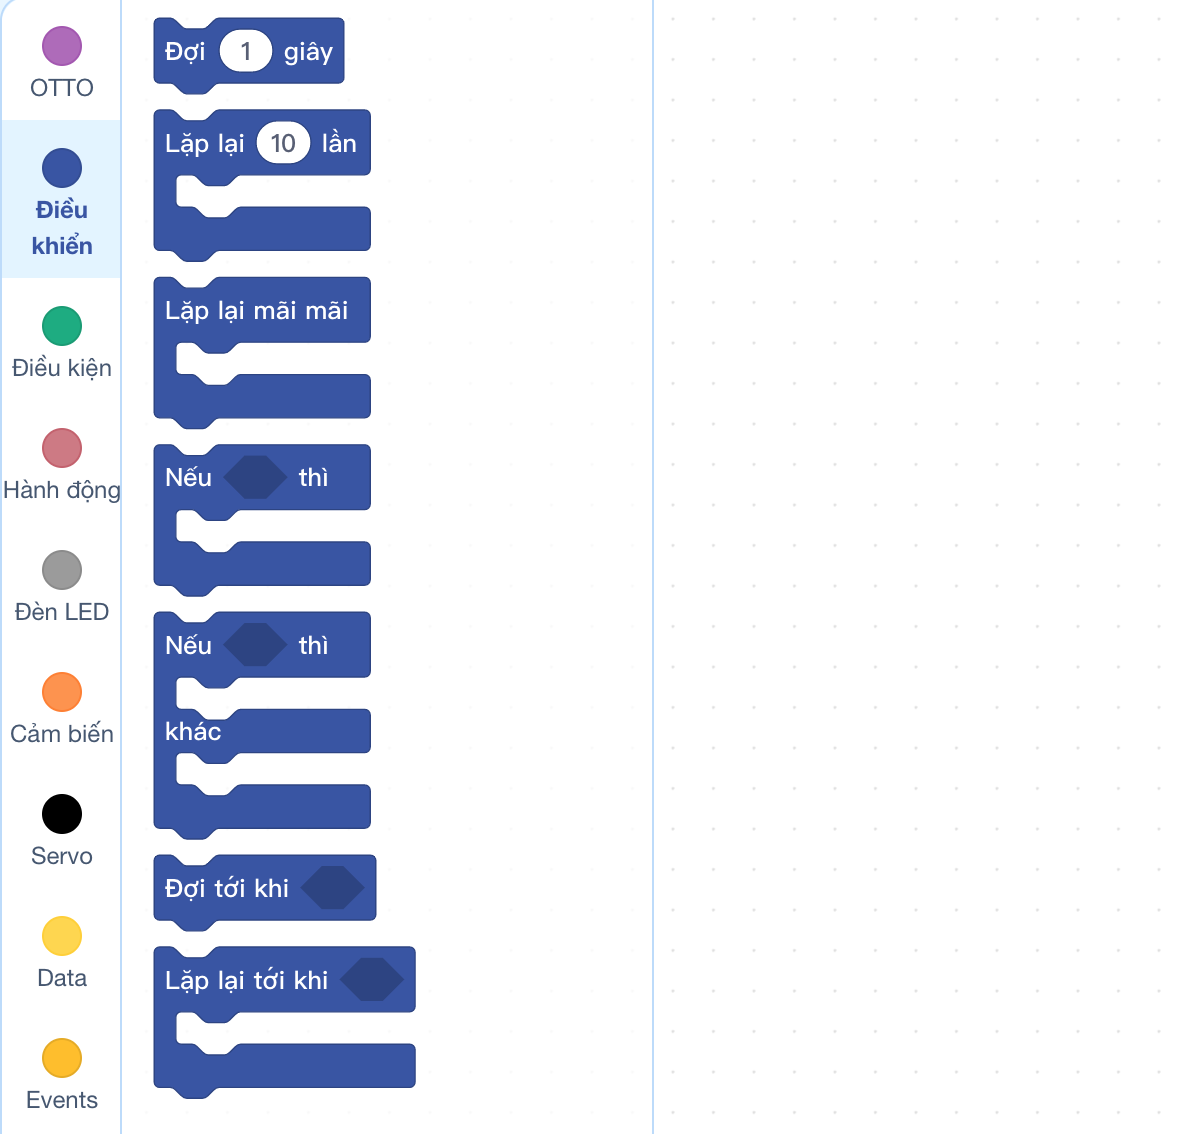 OTTO
Điều
khiển
Điều kiện
Hành động
Đèn LED
Cảm biến
Servo
Data
Events
Đợi 1 giây
Lặp lại 10 lần
Lặp lại mãi mãi
Nếu thì
Nếu thì
khác
Đợi tới khi
Lặp lại tới khi